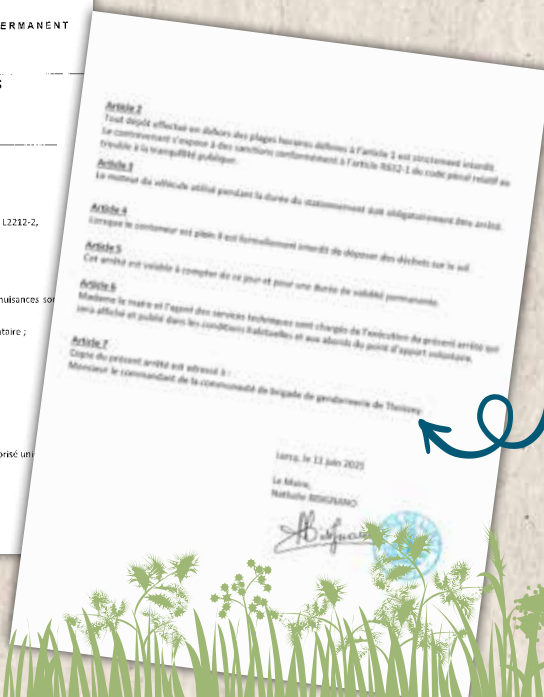 ERMANENT
S
L2212-2,
nuisances son
taire ;
orisé uni
Article 2
Tout dépôt effectué en dehors des plages horaires définies à l'article 1 est strictement interdit.
Le contrevenant s'expose à des sanctions conformément à l'article R632-1 du code pénal relatif au
trouble à la tranquillité publique.
Article 3
Le moteur du véhicule utilisé pendant la durée du stationnement doit obligatoirement être arrêté.
Article 4
Lorsque le conteneur est plein il est formellement interdit de déposer des déchets sur le sol.
Article 5
Cet arrêté est valable à compter de ce jour et pour une durée de validité permanente.
Article 6
Madame le maire et l'agent des services techniques sont chargés de l'exécution du présent arrêté qui
sera affiché et publié dans les conditions habituelles et aux abords du point d'apport volontaire.
Article 7
Copie du présent arrêté est adressé à :
Monsieur le commandant de la communauté de brigade de gendarmerie de
le 13 juin 2025
Le Maire,
Nathalie BISIGNANO